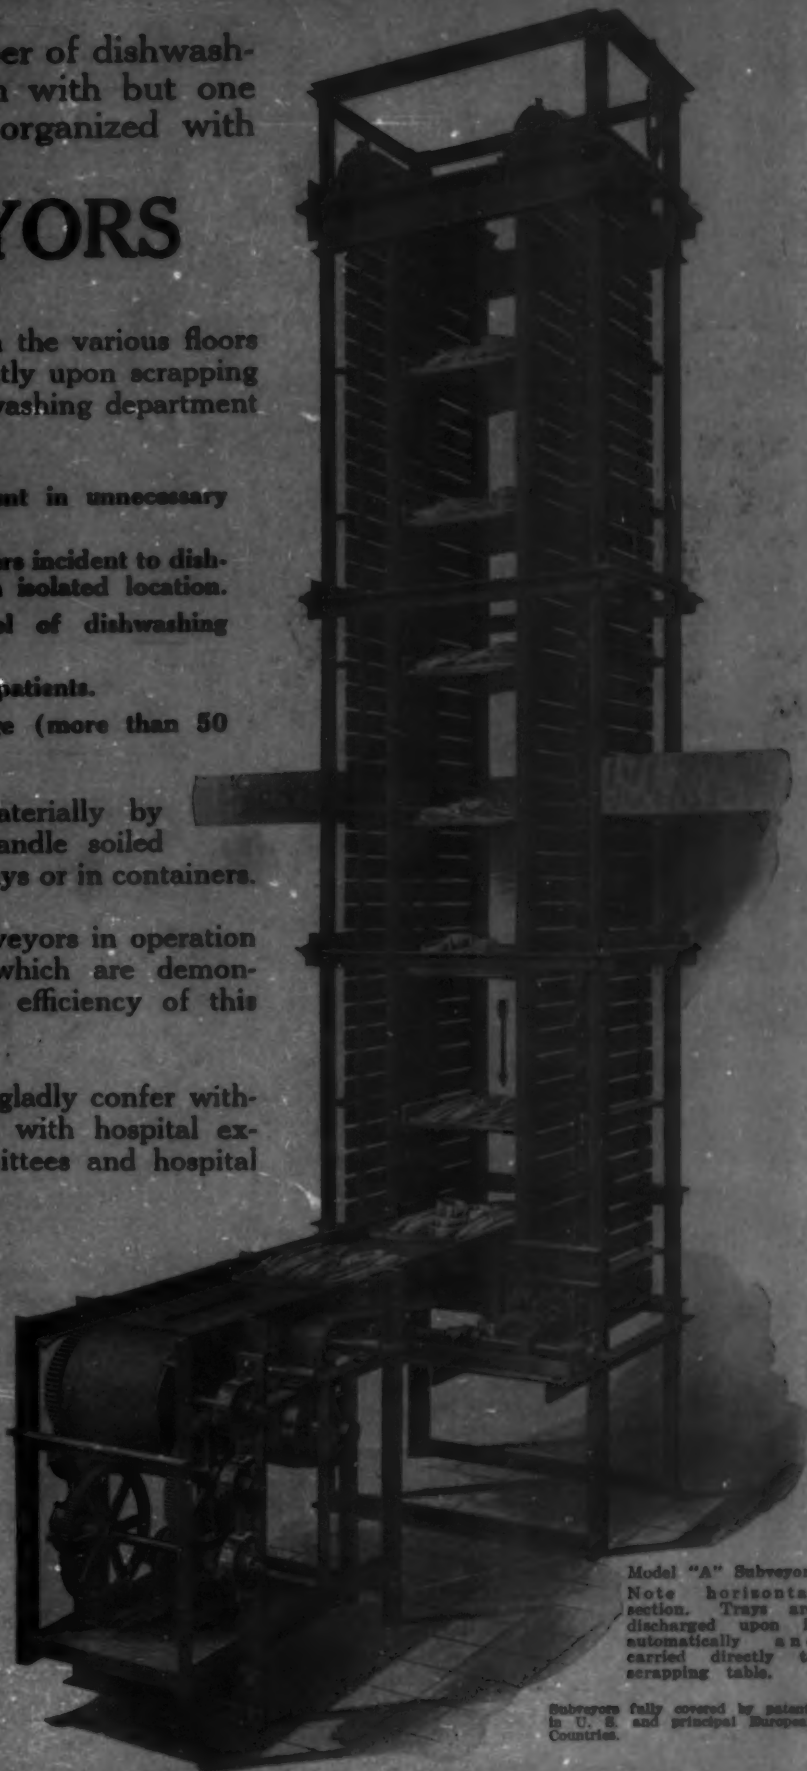 er of dishwash-
with but one
organized with
YORS
the various floors
tly upon scrapping
washing department
nt in unnecessary
rs incident to dish-
isolated location.
ol of dishwashing
patients.
e (more than 50
aterially by
andle soiled
ys or in containers.
veyors in operation
which are demon-
efficiency of this
gladly confer with-
with hospital ex-
ittees and hospital
Model "A" Subveyor
Note horizonta
section. Trays ar
discharged upon i
automatically an
carried directly t
scrapping table.
Subveyors fully covered by patent
in U. S. and principal Europea
Countries.